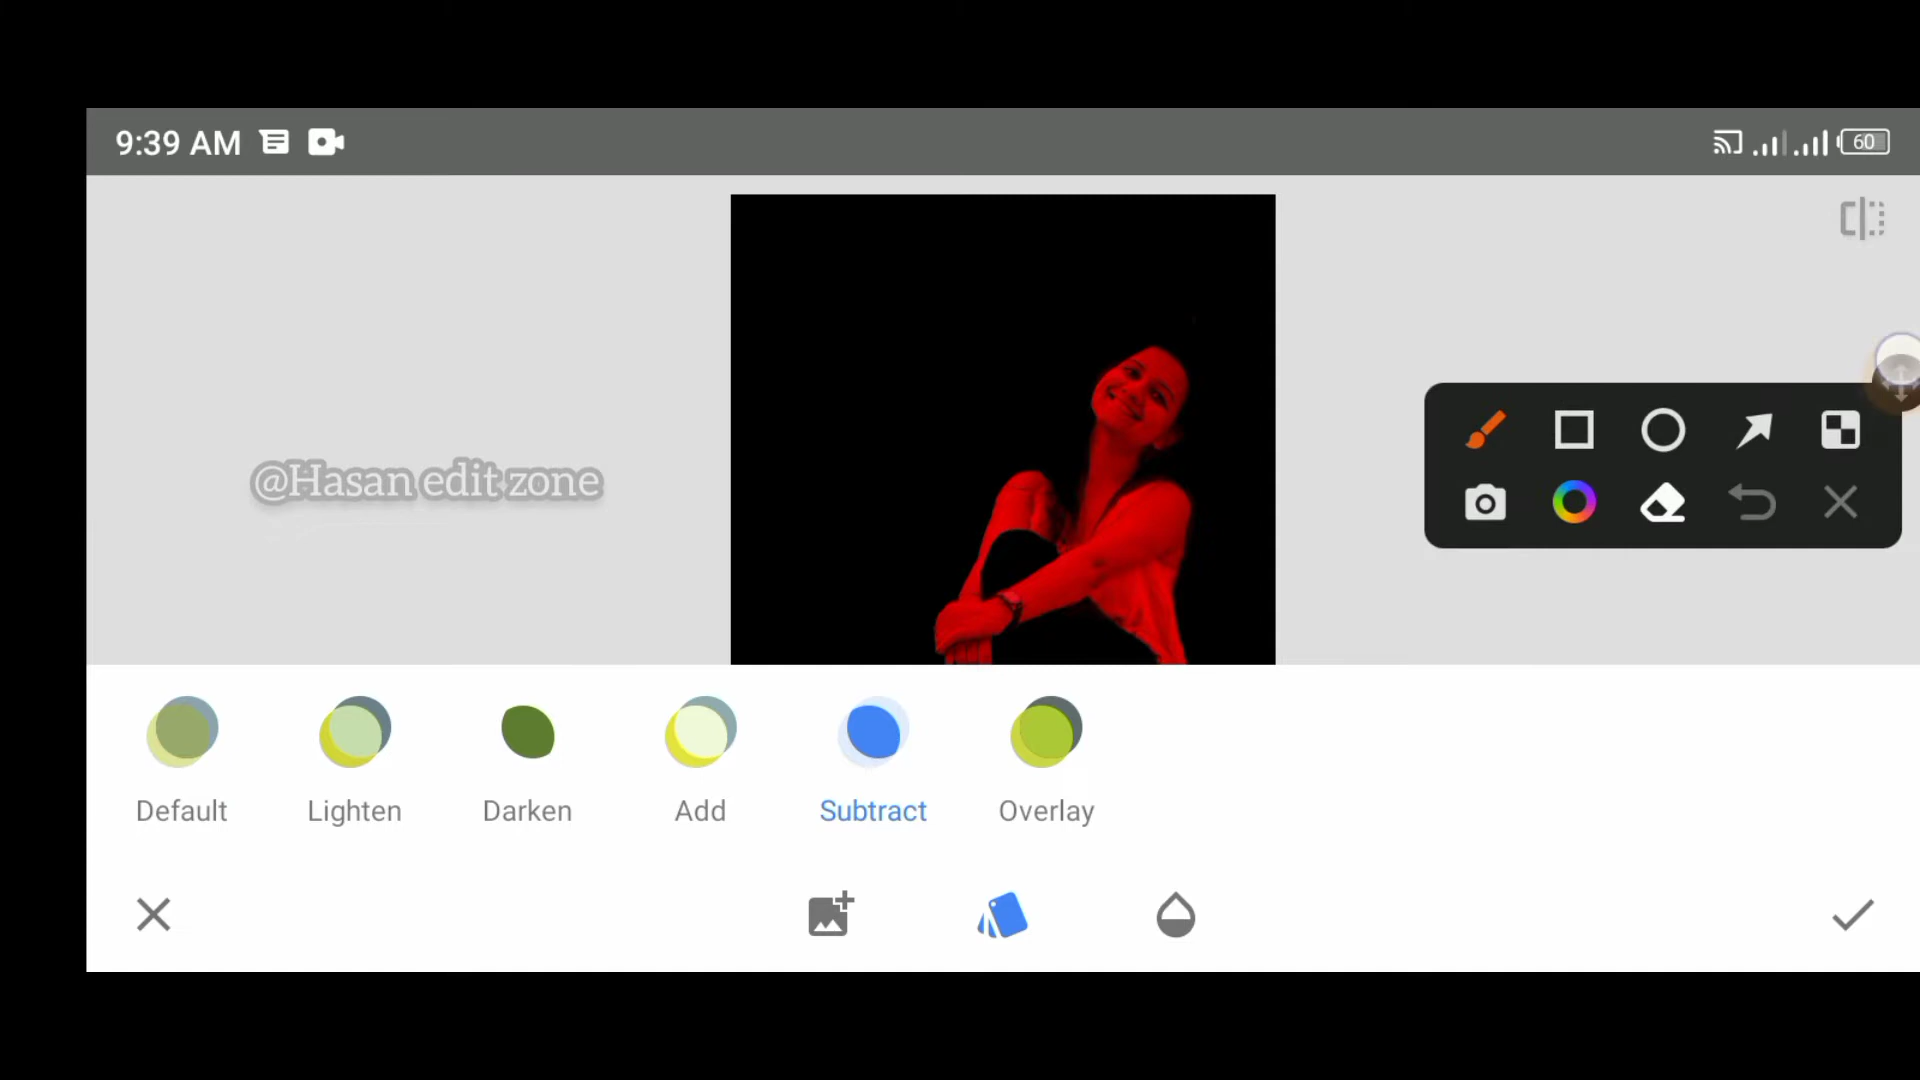 9:39 AM
60
@Hasan edit zone
Default
Lighten
Darken
Add
Subtract
Overlay